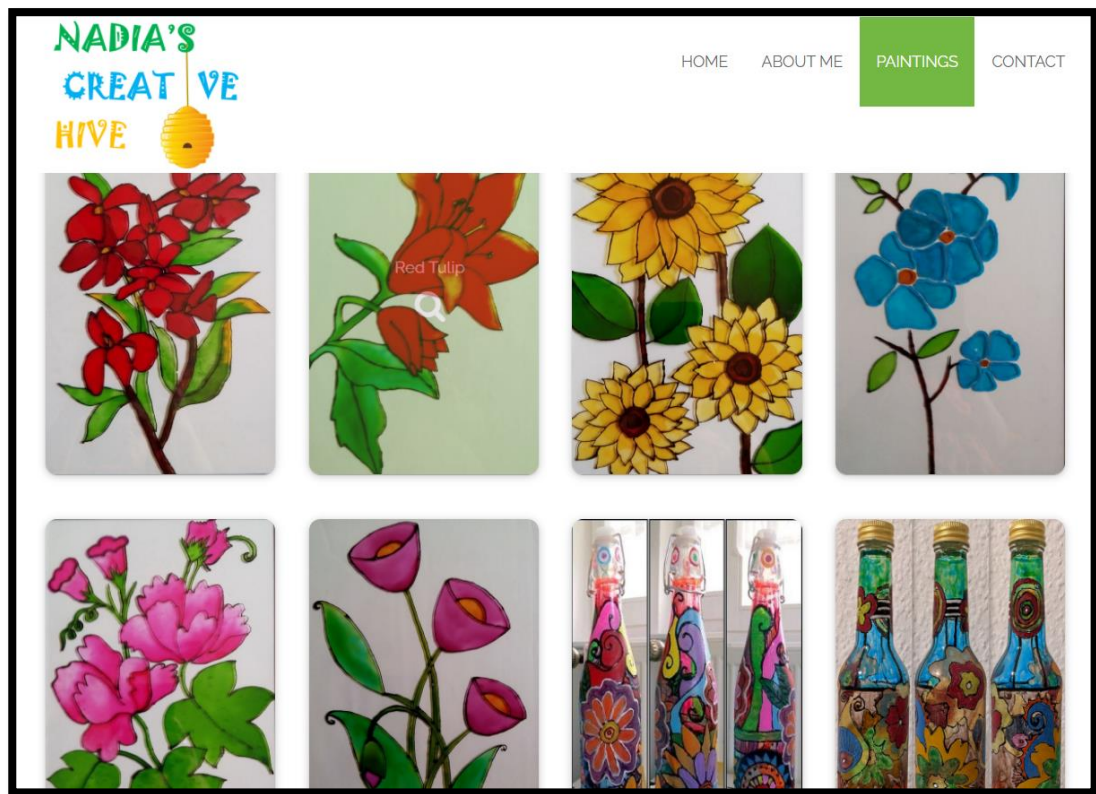 NADIA'S
CREAT VE
HIVE
HOME ABOUT ME PAINTINGS CONTACT
Red Tulip